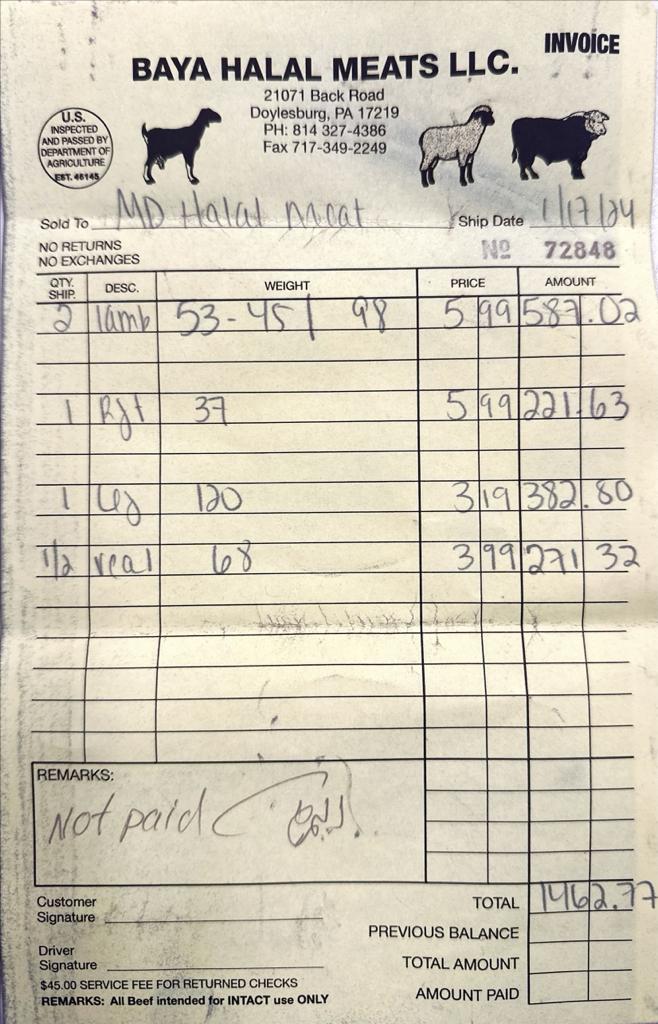 INVOICE
BAYA HALAL MEATS LLC.
21071 Back Road
Doylesburg, PA 17219
PH: 814 327-4386
Fax 717-349-2249
U.S.
INSPECTED
AND PASSED BY
DEPARTMENT OF
AGRICULTURE
EST. 46145
Sold To MD Halal Meat Ship Date 1/17/24
NO RETURNS
NO EXCHANGES
No 72848
QTY. SHIP. DESC. WEIGHT PRICE AMOUNT
2 lamb 53-45 | 98 5 99 587.02
1 37 5 99 221.63
1 Leg 120 3 19 382.80
1/2 veal 68 3 99 271 32
REMARKS:
Not paid
Customer
Signature
TOTAL 1462.77
PREVIOUS BALANCE
Driver
Signature
TOTAL AMOUNT
$45.00 SERVICE FEE FOR RETURNED CHECKS
AMOUNT PAID
REMARKS: All Beef intended for INTACT use ONLY